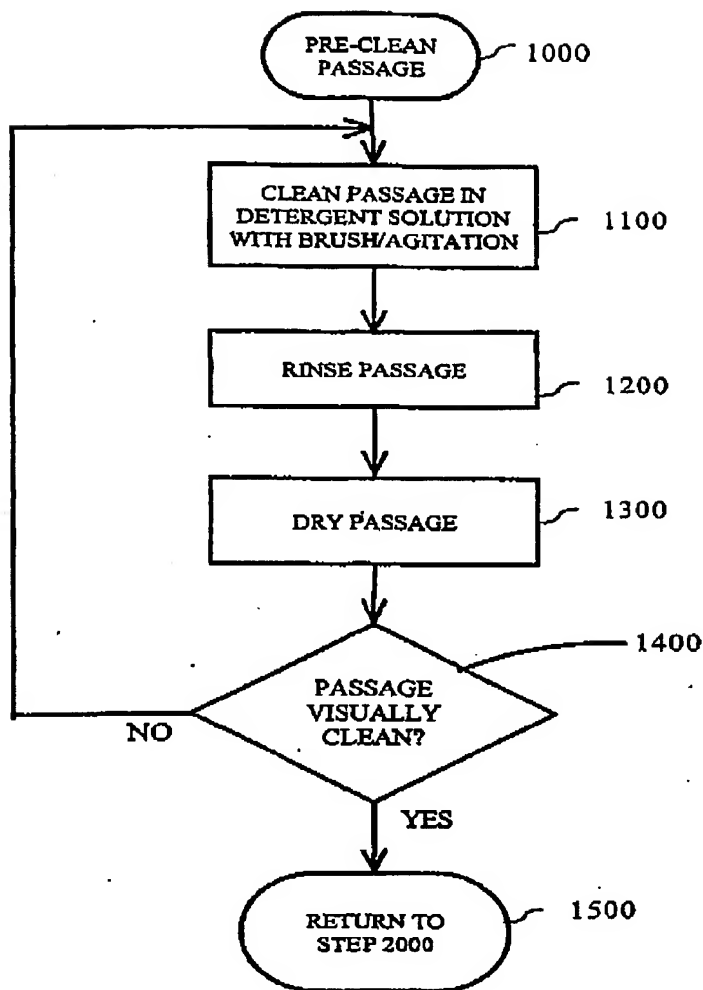 PRE-CLEAN
PASSAGE
1000
CLEAN PASSAGE IN
DETERGENT SOLUTION
WITH BRUSH/AGITATION
1100
RINSE PASSAGE
1200
DRY PASSAGE
1300
1400
PASSAGE
VISUALLY
CLEAN?
NO
YES
RETURN TO
STEP 2000
1500